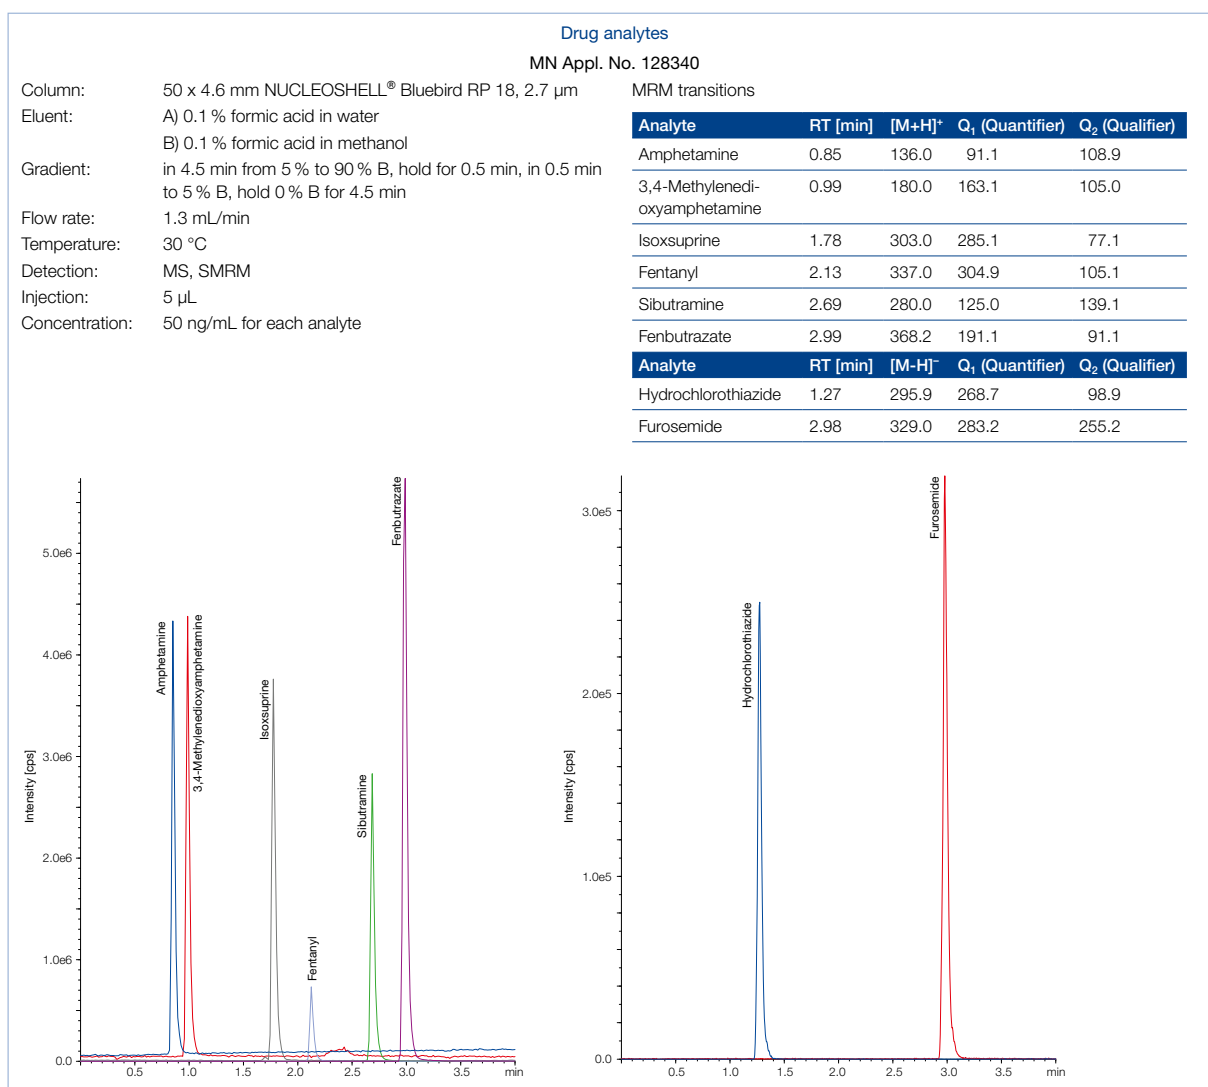 Drug analytes
MN Appl. No. 128340
Column: 50 x 4.6 mm NUCLEOSHELL® Bluebird RP 18, 2.7 µm
Eluent: A) 0.1 % formic acid in water
B) 0.1 % formic acid in methanol
Gradient: in 4.5 min from 5 % to 90 % B, hold for 0.5 min, in 0.5 min
to 5 % B, hold 0 % B for 4.5 min
Flow rate: 1.3 mL/min
Temperature: 30 °C
Detection: MS, SMRM
Injection: 5 µL
Concentration: 50 ng/mL for each analyte
MRM transitions
Analyte RT [min] [M+H]⁺ Q₁ (Quantifier) Q₂ (Qualifier)
Amphetamine 0.85 136.0 91.1 108.9
3,4-Methylenedi-
oxyamphetamine 0.99 180.0 163.1 105.0
Isoxsuprine 1.78 303.0 285.1 77.1
Fentanyl 2.13 337.0 304.9 105.1
Sibutramine 2.69 280.0 125.0 139.1
Fenbutrazate 2.99 368.2 191.1 91.1
Analyte RT [min] [M-H]⁻ Q₁ (Quantifier) Q₂ (Qualifier)
Hydrochlorothiazide 1.27 295.9 268.7 98.9
Furosemide 2.98 329.0 283.2 255.2
Intensity [cps]
5.0e6
4.0e6
3.0e6
2.0e6
1.0e6
0.0
Amphetamine
3,4-Methylenedioxyamphetamine
Isoxsuprine
Fentanyl
Sibutramine
Fenbutrazate
0.5 1.0 1.5 2.0 2.5 3.0 3.5 min
Intensity [cps]
3.0e5
2.0e5
1.0e5
0.0
Hydrochlorothiazide
Furosemide
0.5 1.0 1.5 2.0 2.5 3.0 3.5 min